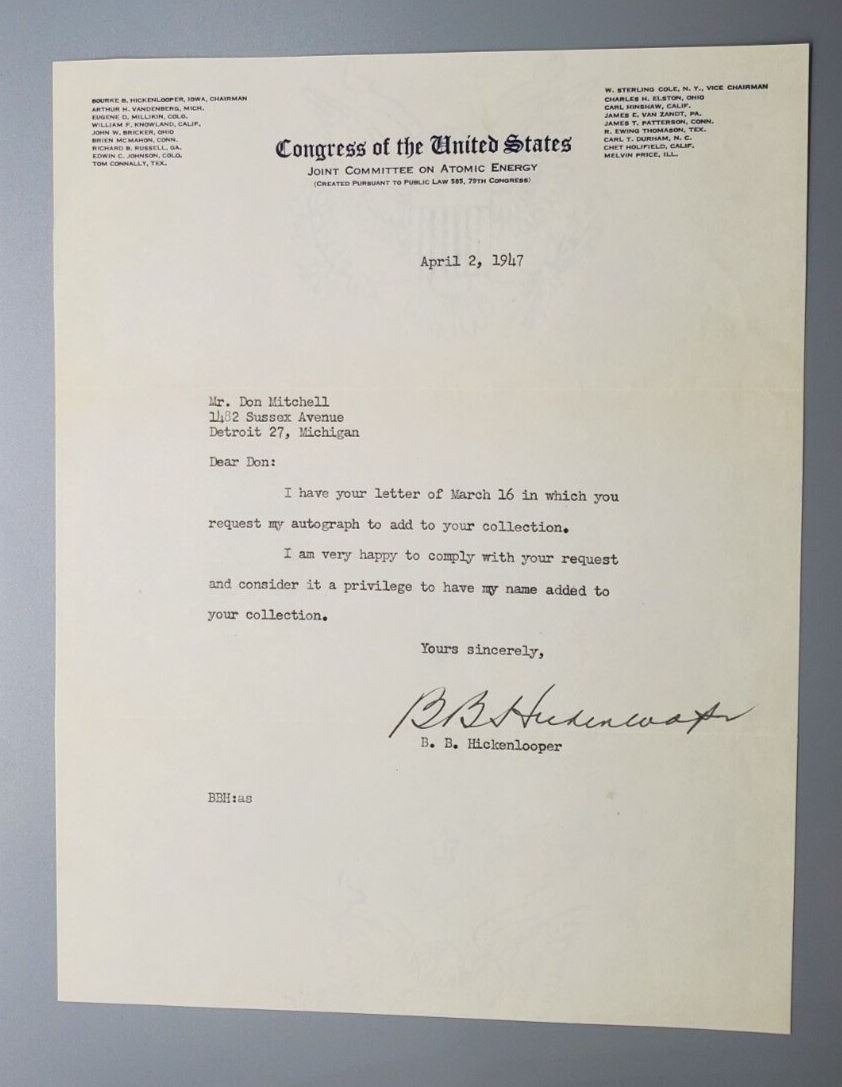 BOURKE B. HICKENLOOPER, IOWA, CHAIRMAN
ARTHUR H. VANDENBERG, MICH.
EUGENE D. MILLIKIN, COLO.
WILLIAM F. KNOWLAND, CALIF.
JOHN W. BRICKER, OHIO
BRIEN MC MAHON, CONN.
RICHARD B. RUSSELL, GA.
EDWIN C. JOHNSON, COLO.
TOM CONNALLY, TEX.
W. STERLING COLE, N. Y., VICE CHAIRMAN
CHARLES H. ELSTON, OHIO
CARL HINSHAW, CALIF.
JAMES E. VAN ZANDT, PA.
JAMES T. PATTERSON, CONN.
R. EWING THOMASON, TEX.
CARL T. DURHAM, N. C.
CHET HOLIFIELD, CALIF.
MELVIN PRICE, ILL.
Congress of the United States
JOINT COMMITTEE ON ATOMIC ENERGY
(CREATED PURSUANT TO PUBLIC LAW 585, 79TH CONGRESS)
April 2, 1947
Mr. Don Mitchell
1482 Sussex Avenue
Detroit 27, Michigan
Dear Don:
I have your letter of March 16 in which you
request my autograph to add to your collection.
I am very happy to comply with your request
and consider it a privilege to have my name added to
your collection.
Yours sincerely,
B B Hickenlooper
B. B. Hickenlooper
BBH:as